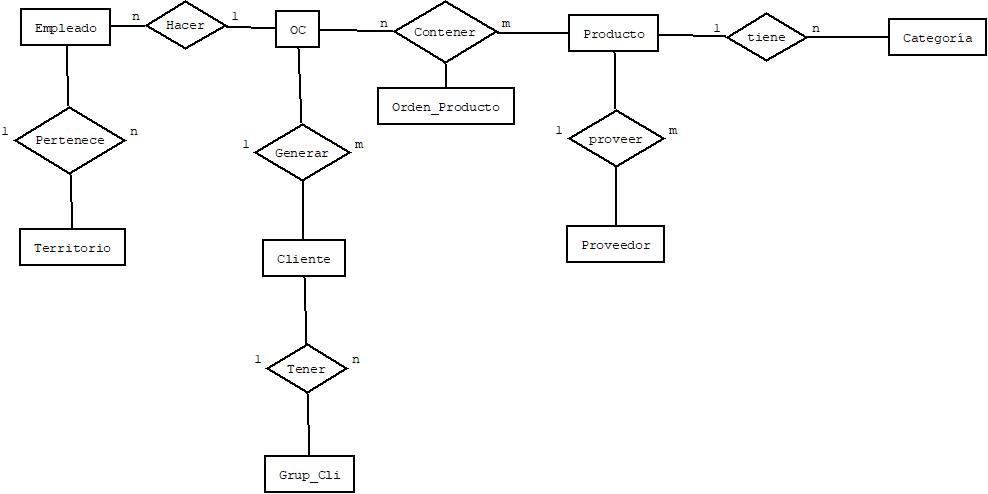 Empleado
n
Hacer
1
OC
n
Contener
m
Producto
1
tiene
n
Categoría
Orden_Producto
1
Pertenece
n
1
Generar
m
1
proveer
m
Territorio
Cliente
Proveedor
1
Tener
n
Grup_Cli